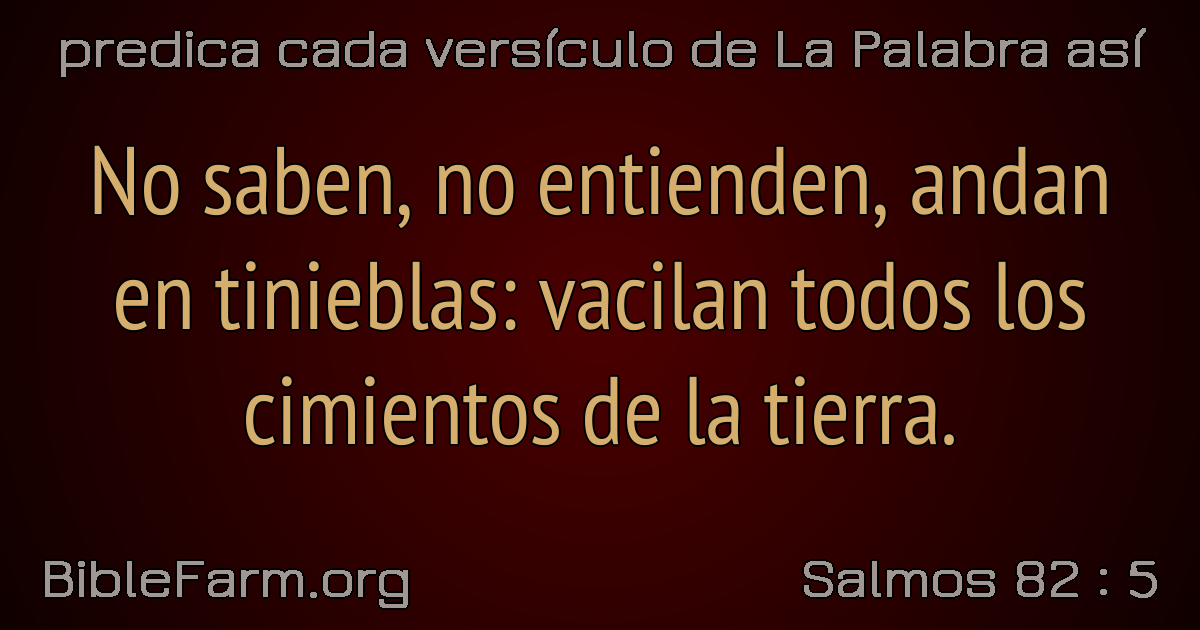 predica cada versículo de La Palabra así
No saben, no entienden, andan
en tinieblas: vacilan todos los
cimientos de la tierra.
BibleFarm.org
Salmos 82 : 5